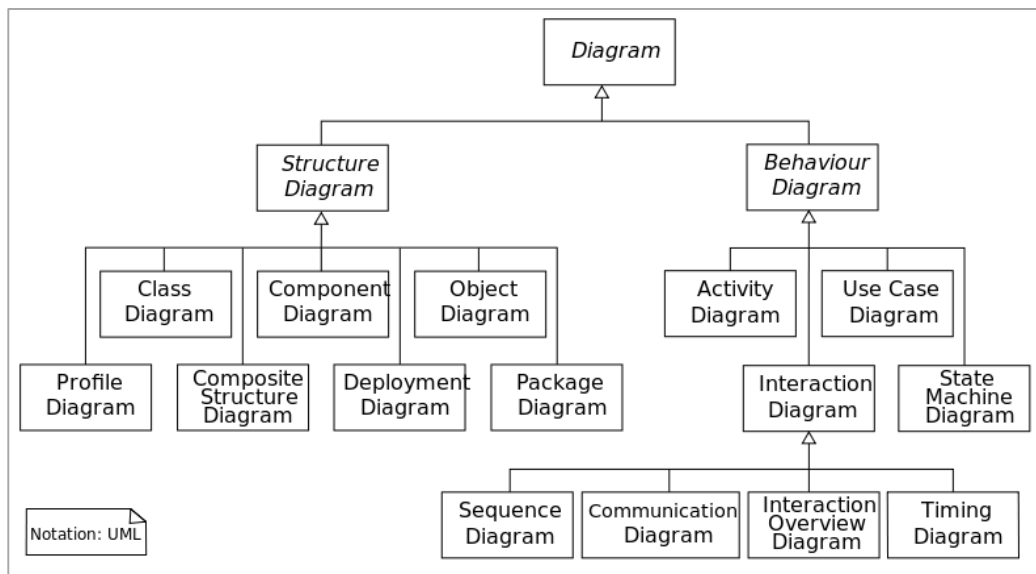 Diagram
Structure
Diagram
Behaviour
Diagram
Class
Diagram
Component
Diagram
Object
Diagram
Activity
Diagram
Use Case
Diagram
Profile
Diagram
Composite
Structure
Diagram
Deployment
Diagram
Package
Diagram
Interaction
Diagram
State
Machine
Diagram
Sequence
Diagram
Communication
Diagram
Interaction
Overview
Diagram
Timing
Diagram
Notation: UML